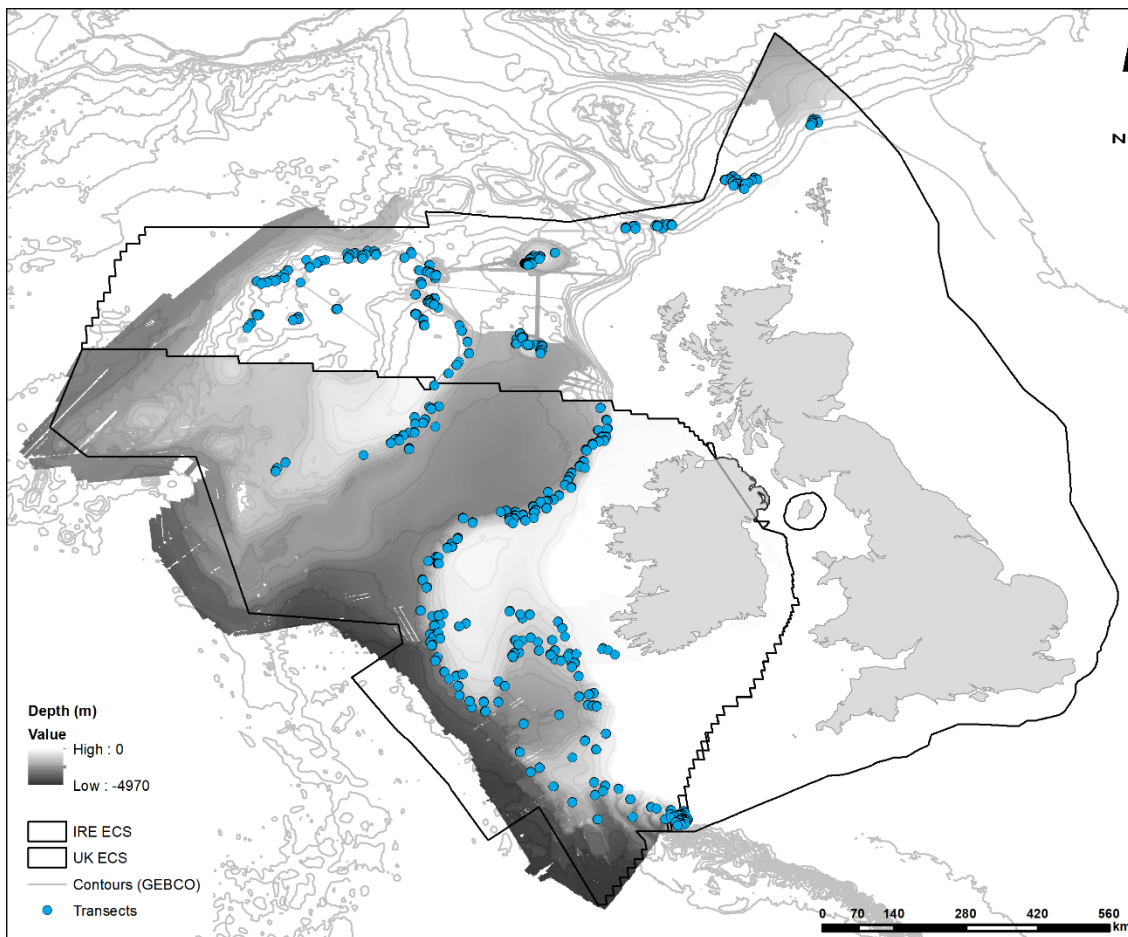 N
Depth (m)
Value
High : 0
Low : -4970
IRE ECS
UK ECS
Contours (GEBCO)
Transects
0 70 140 280 420 560
km